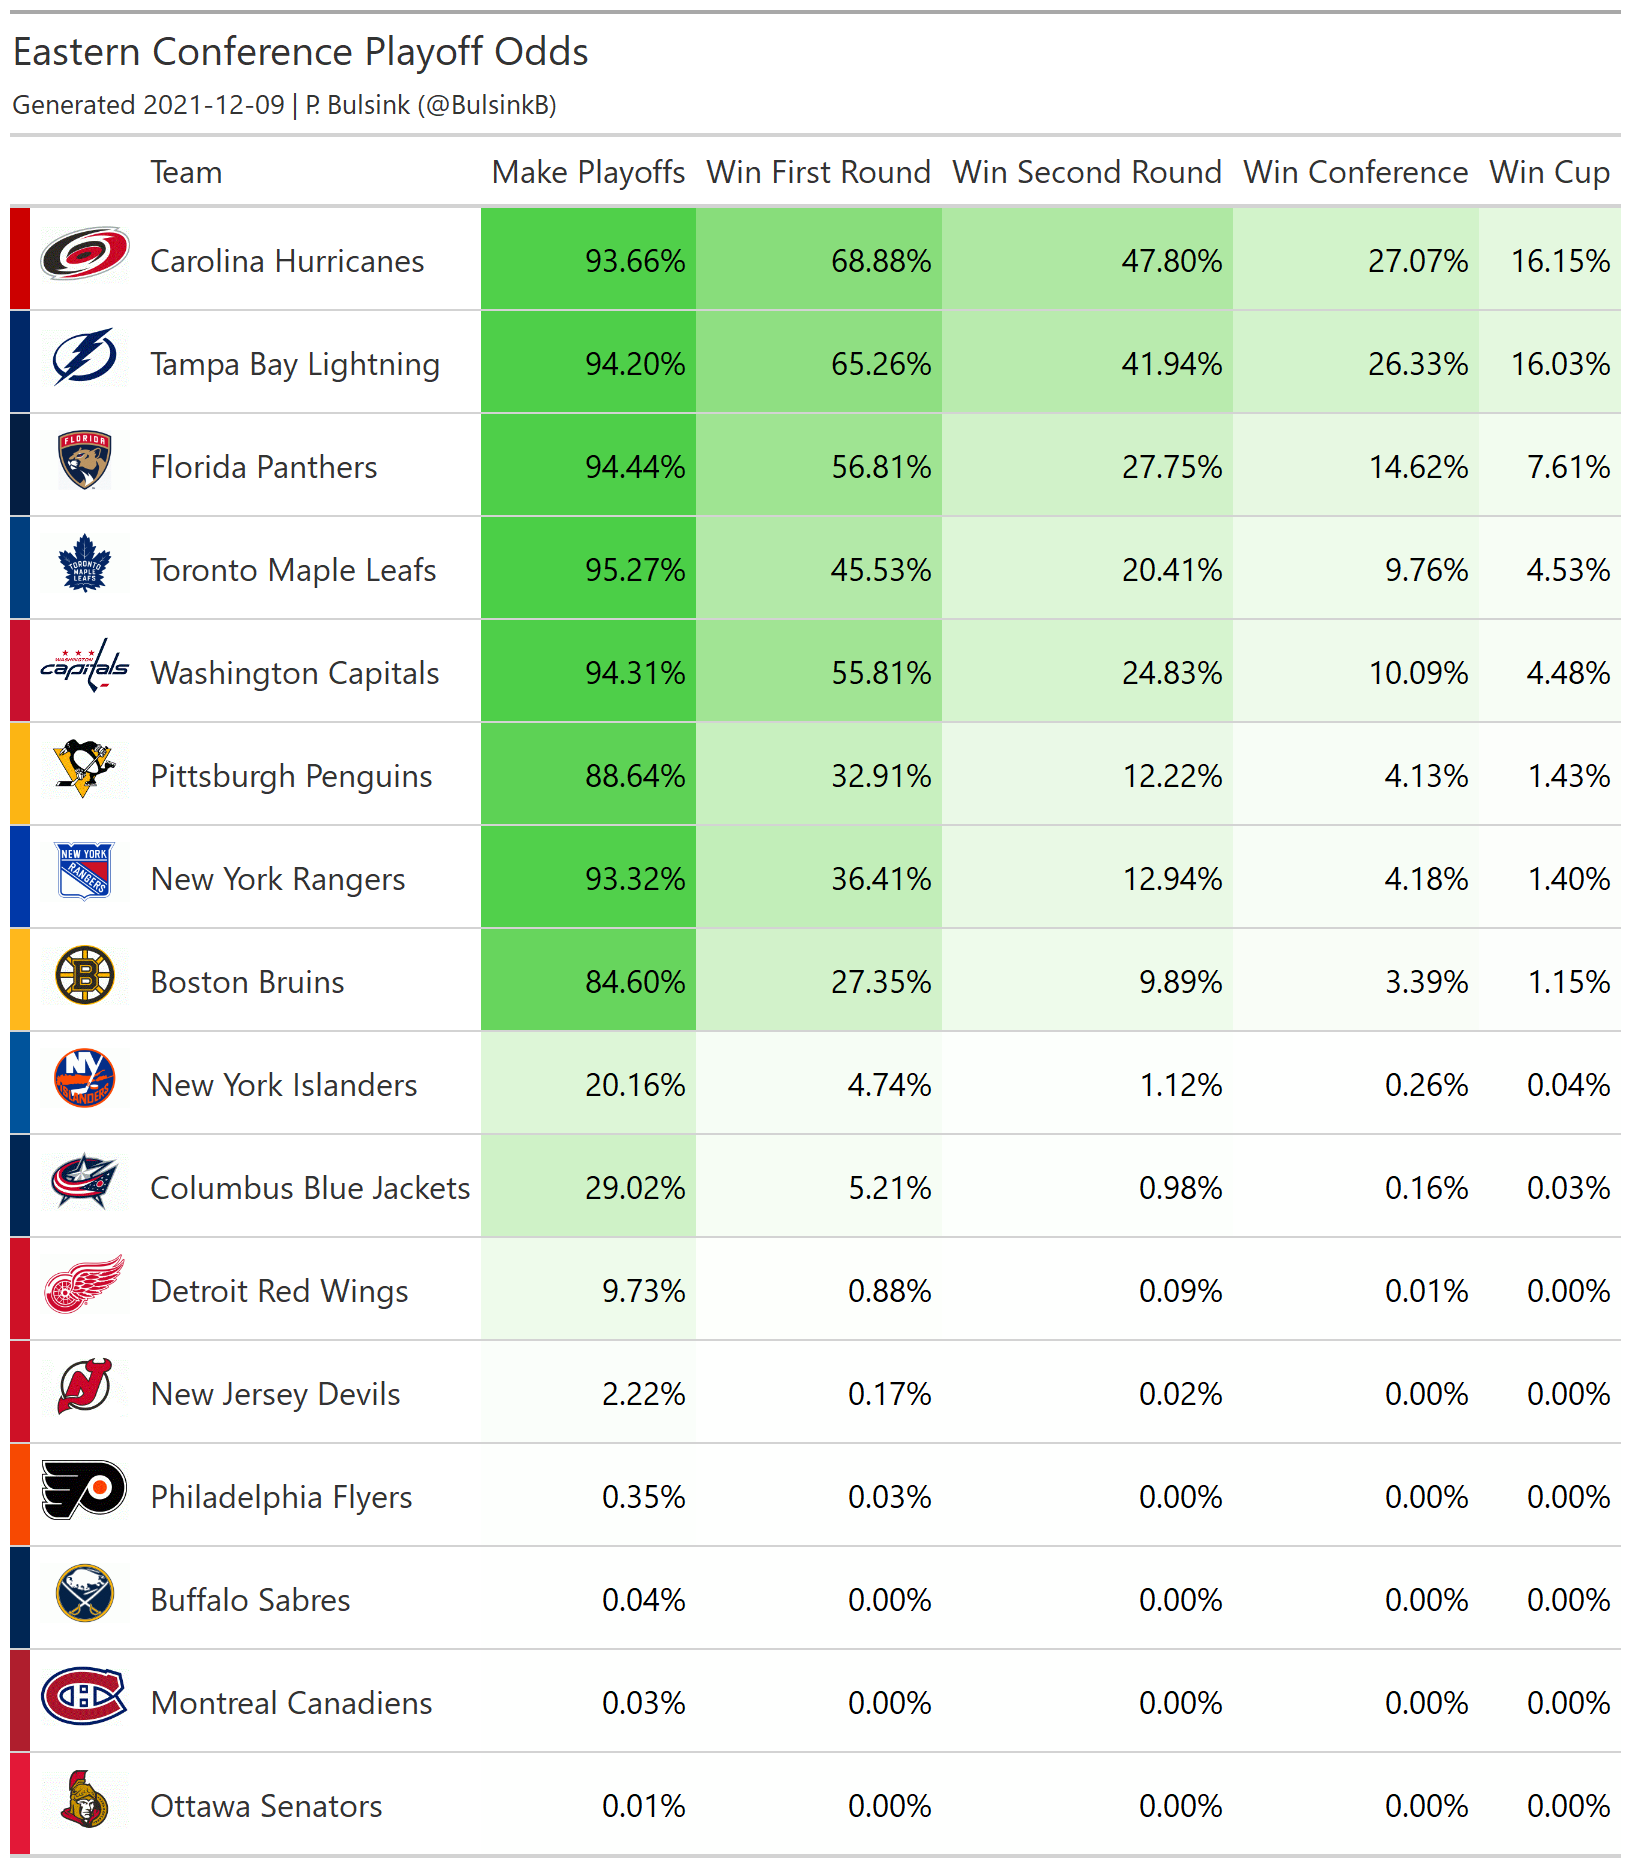 Eastern Conference Playoff Odds
Generated 2021-12-09 | P. Bulsink (@BulsinkB)
Team Make Playoffs Win First Round Win Second Round Win Conference Win Cup
Carolina Hurricanes 93.66% 68.88% 47.80% 27.07% 16.15%
Tampa Bay Lightning 94.20% 65.26% 41.94% 26.33% 16.03%
FLORIDA
Florida Panthers 94.44% 56.81% 27.75% 14.62% 7.61%
TORONTO
MAPLE
LEAFS
Toronto Maple Leafs 95.27% 45.53% 20.41% 9.76% 4.53%
WASHINGTON
capitals
Washington Capitals 94.31% 55.81% 24.83% 10.09% 4.48%
Pittsburgh Penguins 88.64% 32.91% 12.22% 4.13% 1.43%
NEW YORK
RANGERS
New York Rangers 93.32% 36.41% 12.94% 4.18% 1.40%
B
Boston Bruins 84.60% 27.35% 9.89% 3.39% 1.15%
NY
ISLANDERS
New York Islanders 20.16% 4.74% 1.12% 0.26% 0.04%
Columbus Blue Jackets 29.02% 5.21% 0.98% 0.16% 0.03%
Detroit Red Wings 9.73% 0.88% 0.09% 0.01% 0.00%
New Jersey Devils 2.22% 0.17% 0.02% 0.00% 0.00%
Philadelphia Flyers 0.35% 0.03% 0.00% 0.00% 0.00%
Buffalo Sabres 0.04% 0.00% 0.00% 0.00% 0.00%
Montreal Canadiens 0.03% 0.00% 0.00% 0.00% 0.00%
Ottawa Senators 0.01% 0.00% 0.00% 0.00% 0.00%